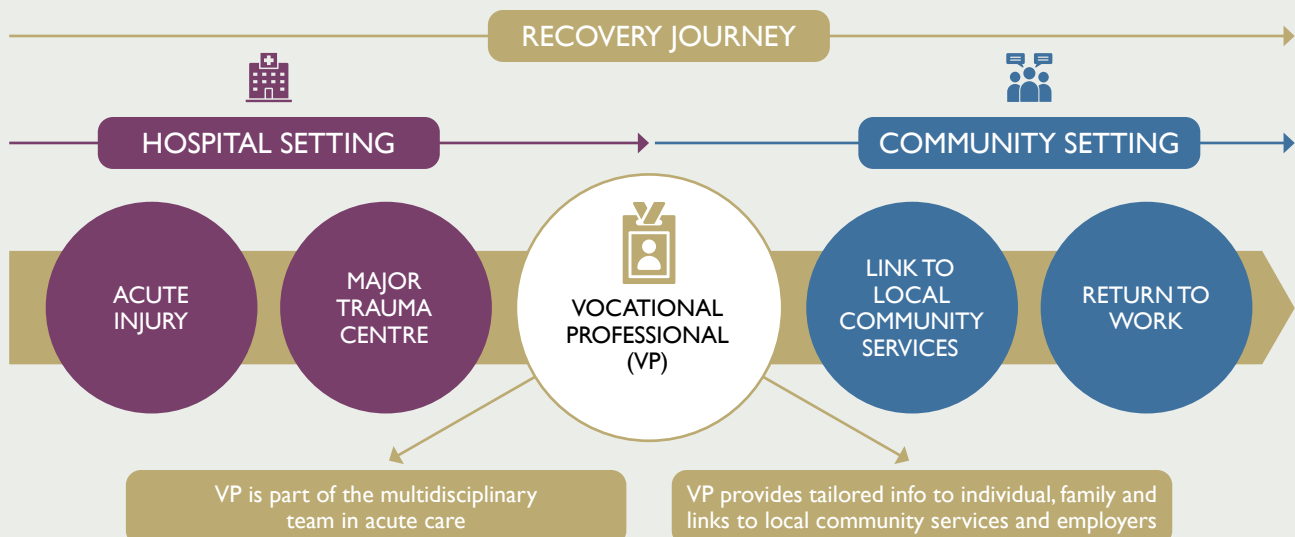 RECOVERY JOURNEY
HOSPITAL SETTING
COMMUNITY SETTING
ACUTE
INJURY
MAJOR
TRAUMA
CENTRE
VOCATIONAL
PROFESSIONAL
(VP)
LINK TO
LOCAL
COMMUNITY
SERVICES
RETURN TO
WORK
VP is part of the multidisciplinary
team in acute care
VP provides tailored info to individual, family and
links to local community services and employers